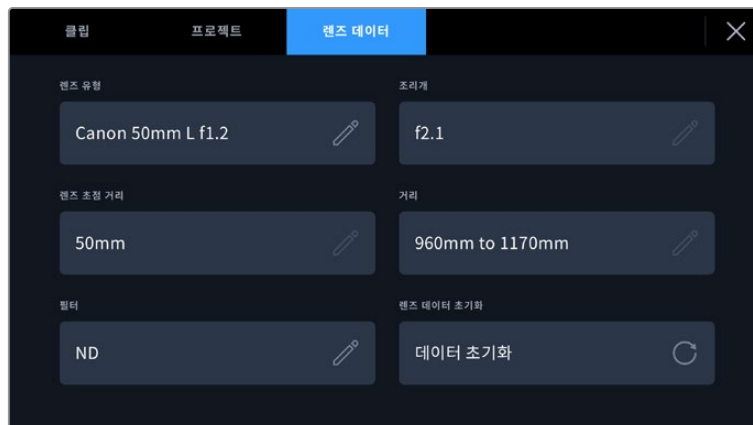 클립 프로젝트 렌즈 데이터
렌즈 유형 조리개
Canon 50mm L f1.2 f2.1
렌즈 초점 거리 거리
50mm 960mm to 1170mm
필터 렌즈 데이터 초기화
ND 데이터 초기화